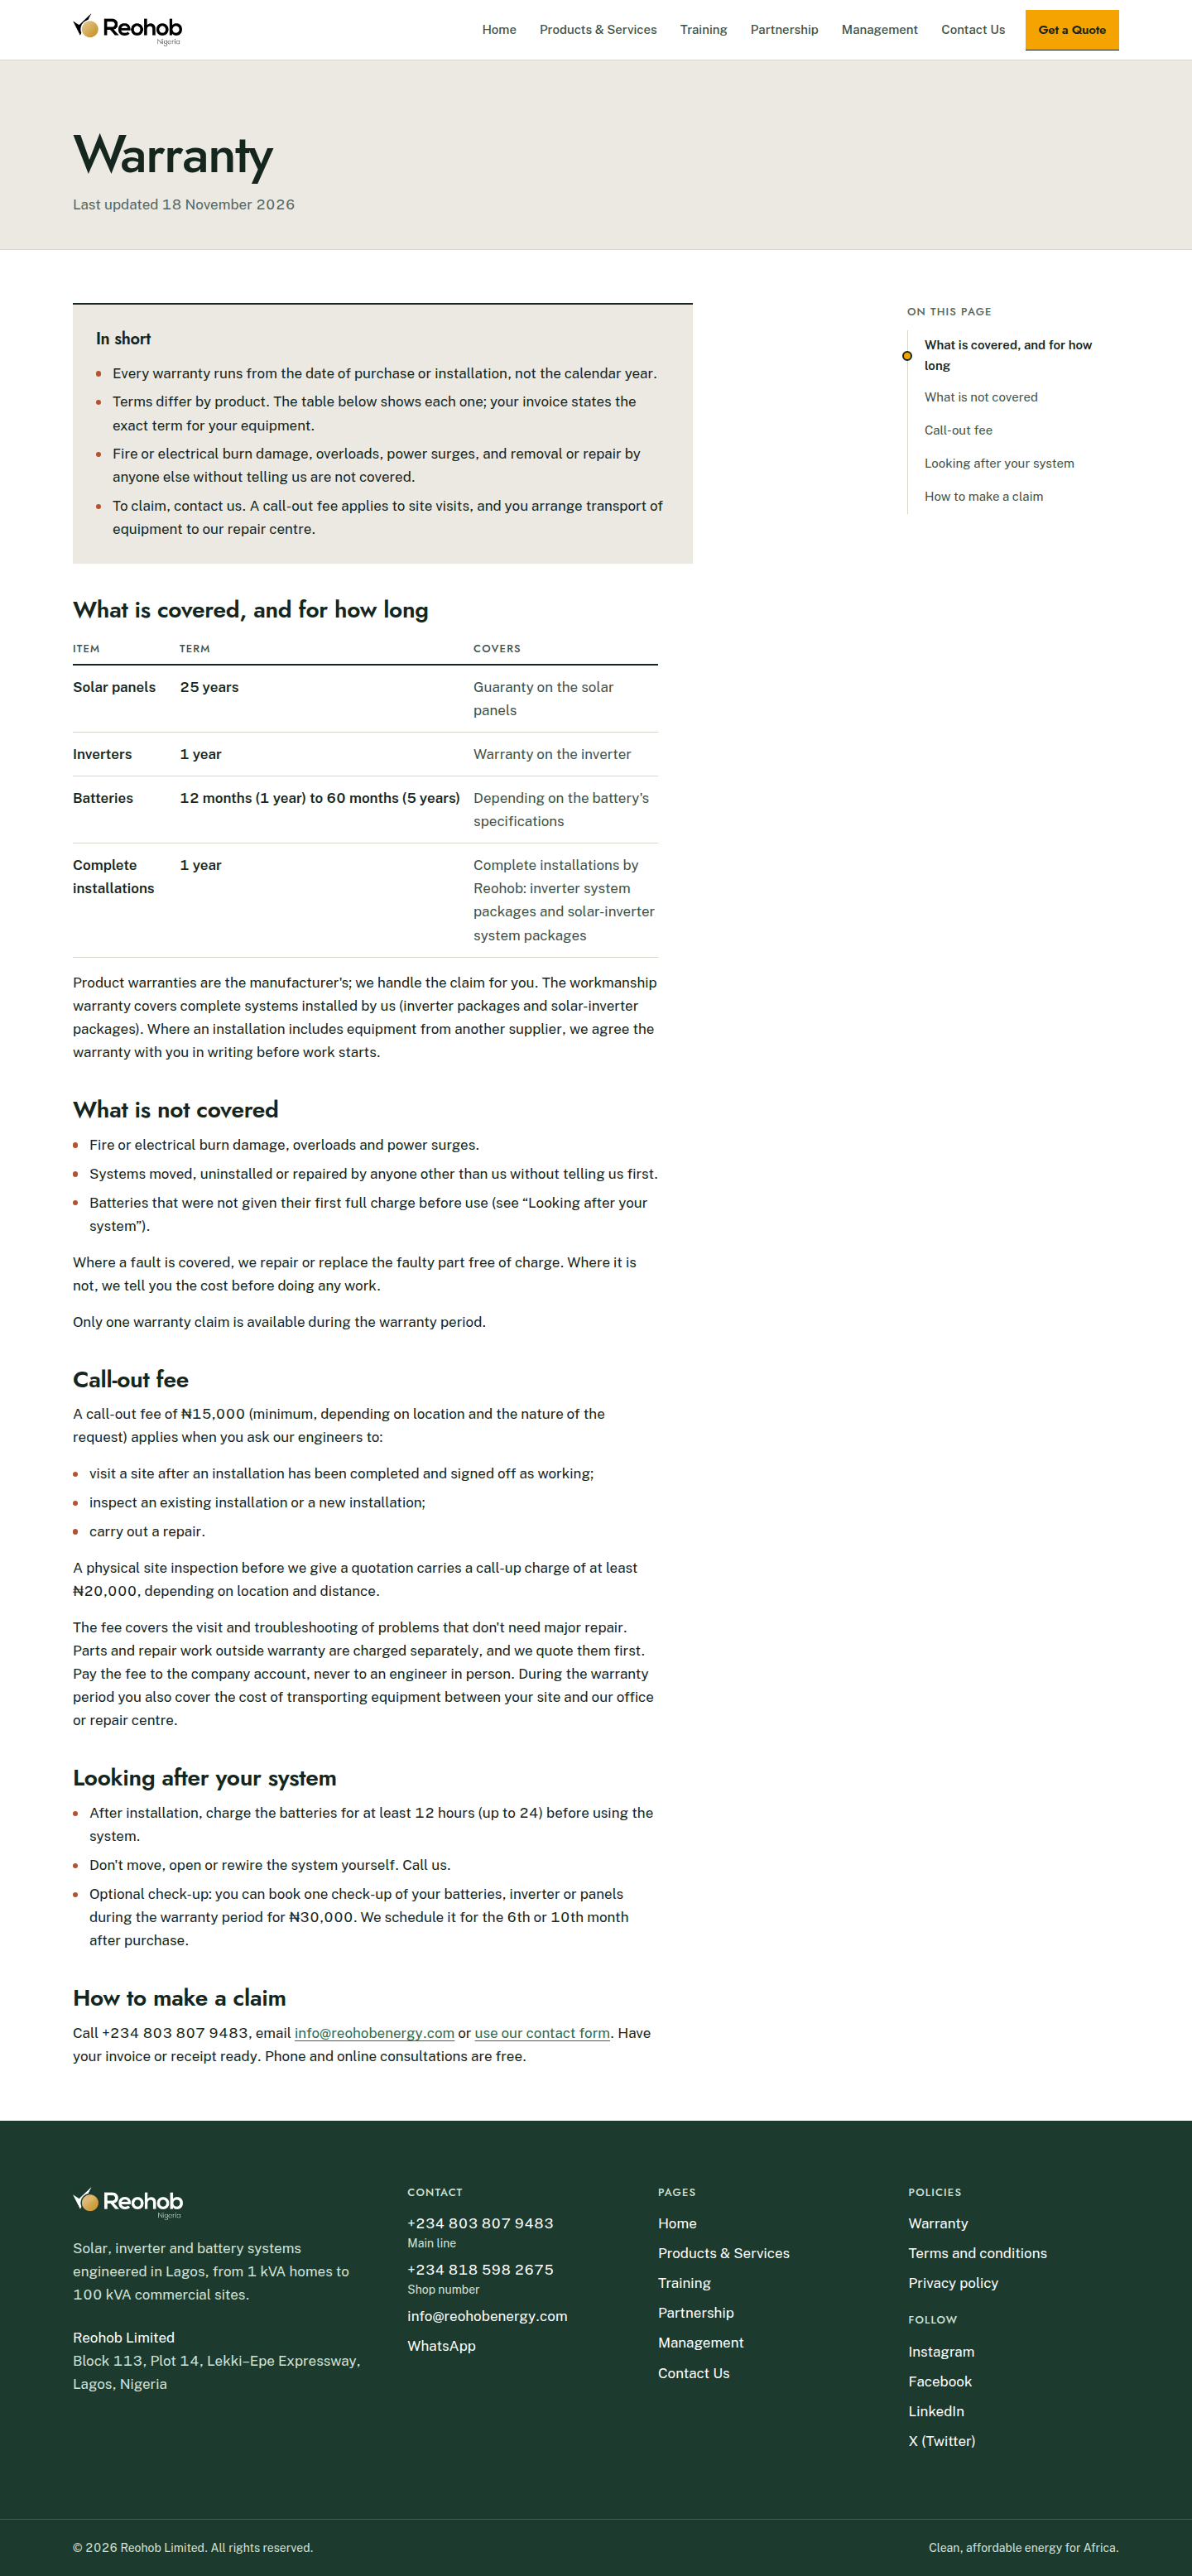 Reohob
Nigeria
Home
Products & Services
Training
Partnership
Management
Contact Us
Get a Quote
Warranty
Last updated 18 November 2026
In short
Every warranty runs from the date of purchase or installation, not the calendar year.
Terms differ by product. The table below shows each one; your invoice states the
exact term for your equipment.
Fire or electrical burn damage, overloads, power surges, and removal or repair by
anyone else without telling us are not covered.
To claim, contact us. A call-out fee applies to site visits, and you arrange transport of
equipment to our repair centre.
ON THIS PAGE
What is covered, and for how
long
What is not covered
Call-out fee
Looking after your system
How to make a claim
What is covered, and for how long
ITEM TERM COVERS
Solar panels 25 years Guaranty on the solar
panels
Inverters 1 year Warranty on the inverter
Batteries 12 months (1 year) to 60 months (5 years) Depending on the battery's
specifications
Complete 1 year Complete installations by
installations Reohob: inverter system
packages and solar-inverter
system packages
Product warranties are the manufacturer's; we handle the claim for you. The workmanship
warranty covers complete systems installed by us (inverter packages and solar-inverter
packages). Where an installation includes equipment from another supplier, we agree the
warranty with you in writing before work starts.
What is not covered
Fire or electrical burn damage, overloads and power surges.
Systems moved, uninstalled or repaired by anyone other than us without telling us first.
Batteries that were not given their first full charge before use (see “Looking after your
system”).
Where a fault is covered, we repair or replace the faulty part free of charge. Where it is
not, we tell you the cost before doing any work.
Only one warranty claim is available during the warranty period.
Call-out fee
A call-out fee of ₦15,000 (minimum, depending on location and the nature of the
request) applies when you ask our engineers to:
visit a site after an installation has been completed and signed off as working;
inspect an existing installation or a new installation;
carry out a repair.
A physical site inspection before we give a quotation carries a call-up charge of at least
₦20,000, depending on location and distance.
The fee covers the visit and troubleshooting of problems that don't need major repair.
Parts and repair work outside warranty are charged separately, and we quote them first.
Pay the fee to the company account, never to an engineer in person. During the warranty
period you also cover the cost of transporting equipment between your site and our office
or repair centre.
Looking after your system
After installation, charge the batteries for at least 12 hours (up to 24) before using the
system.
Don't move, open or rewire the system yourself. Call us.
Optional check-up: you can book one check-up of your batteries, inverter or panels
during the warranty period for ₦30,000. We schedule it for the 6th or 10th month
after purchase.
How to make a claim
Call +234 803 807 9483, email info@reohobenergy.com or use our contact form. Have
your invoice or receipt ready. Phone and online consultations are free.
Reohob
Nigeria
Solar, inverter and battery systems
engineered in Lagos, from 1 kVA homes to
100 kVA commercial sites.
Reohob Limited
Block 113, Plot 14, Lekki–Epe Expressway,
Lagos, Nigeria
CONTACT
+234 803 807 9483
Main line
+234 818 598 2675
Shop number
info@reohobenergy.com
WhatsApp
PAGES
Home
Products & Services
Training
Partnership
Management
Contact Us
POLICIES
Warranty
Terms and conditions
Privacy policy
FOLLOW
Instagram
Facebook
LinkedIn
X (Twitter)
© 2026 Reohob Limited. All rights reserved.
Clean, affordable energy for Africa.